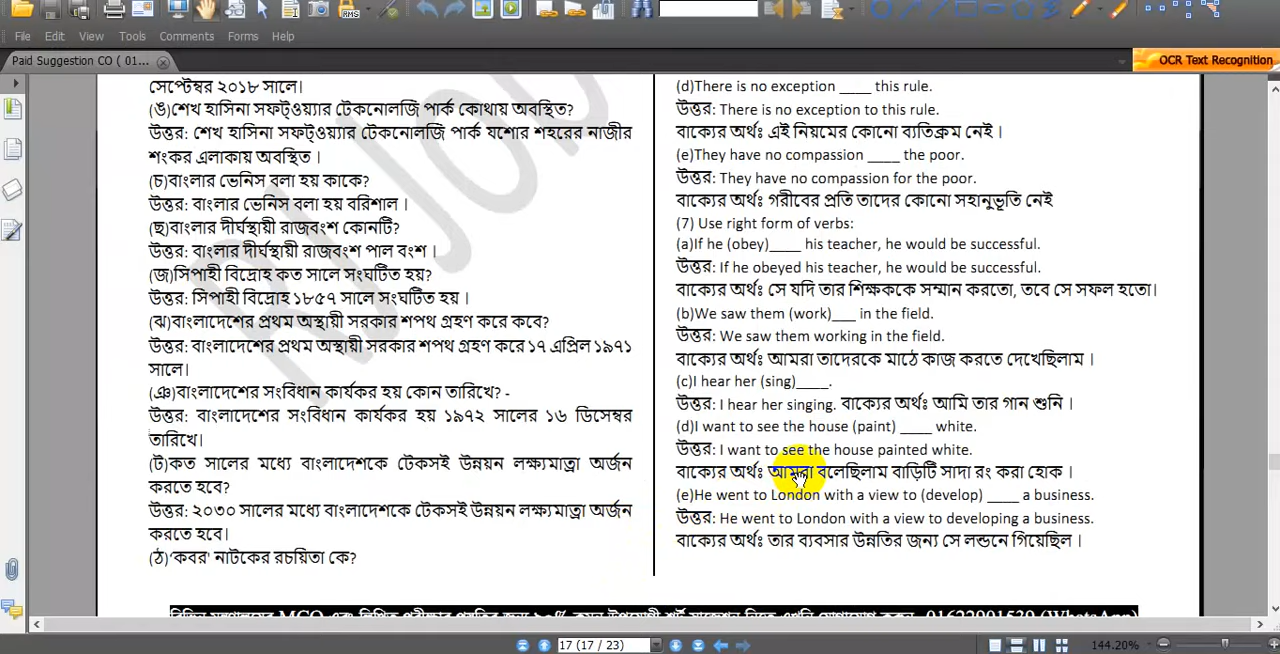 File Edit View Tools Comments Forms Help
Paid Suggestion CO ( 01...
OCR Text Recognition
সেপ্টেম্বর ২০১৮ সালে।
(ঙ)শেখ হাসিনা সফট্ওয়্যার টেকনোলজি পার্ক কোথায় অবস্থিত?
উত্তর: শেখ হাসিনা সফট্ওয়্যার টেকনোলজি পার্ক যশোর শহরের নাজীর
শংকর এলাকায় অবস্থিত।
(চ)বাংলার ভেনিস বলা হয় কাকে?
উত্তর: বাংলার ভেনিস বলা হয় বরিশাল।
(ছ)বাংলার দীর্ঘস্থায়ী রাজবংশ কোনটি?
উত্তর: বাংলার দীর্ঘস্থায়ী রাজবংশ পাল বংশ।
(জ)সিপাহী বিদ্রোহ কত সালে সংঘটিত হয়?
উত্তর: সিপাহী বিদ্রোহ ১৮৫৭ সালে সংঘটিত হয়।
(ঝ)বাংলাদেশের প্রথম অস্থায়ী সরকার শপথ গ্রহণ করে কবে?
উত্তর: বাংলাদেশের প্রথম অস্থায়ী সরকার শপথ গ্রহণ করে ১৭ এপ্রিল ১৯৭১
সালে।
(ঞ)বাংলাদেশের সংবিধান কার্যকর হয় কোন তারিখে? -
উত্তর: বাংলাদেশের সংবিধান কার্যকর হয় ১৯৭২ সালের ১৬ ডিসেম্বর
তারিখে।
(ট)কত সালের মধ্যে বাংলাদেশকে টেকসই উন্নয়ন লক্ষ্যমাত্রা অর্জন
করতে হবে?
উত্তর: ২০৩০ সালের মধ্যে বাংলাদেশকে টেকসই উন্নয়ন লক্ষ্যমাত্রা অর্জন
করতে হবে।
(ঠ)'কবর' নাটকের রচয়িতা কে?
(d)There is no exception ____ this rule.
উত্তর: There is no exception to this rule.
বাক্যের অর্থঃ এই নিয়মের কোনো ব্যতিক্রম নেই।
(e)They have no compassion ____ the poor.
উত্তর: They have no compassion for the poor.
বাক্যের অর্থঃ গরীবের প্রতি তাদের কোনো সহানুভূতি নেই
(7) Use right form of verbs:
(a)If he (obey)____ his teacher, he would be successful.
উত্তর: If he obeyed his teacher, he would be successful.
বাক্যের অর্থঃ সে যদি তার শিক্ষককে সম্মান করতো, তবে সে সফল হতো।
(b)We saw them (work)___ in the field.
উত্তর: We saw them working in the field.
বাক্যের অর্থঃ আমরা তাদেরকে মাঠে কাজ করতে দেখেছিলাম।
(c)I hear her (sing)____.
উত্তর: I hear her singing. বাক্যের অর্থঃ আমি তার গান শুনি।
(d)I want to see the house (paint) ____ white.
উত্তর: I want to see the house painted white.
বাক্যের অর্থঃ আমরা বলেছিলাম বাড়িটি সাদা রং করা হোক।
(e)He went to London with a view to (develop) ____ a business.
উত্তর: He went to London with a view to developing a business.
বাক্যের অর্থঃ তার ব্যবসার উন্নতির জন্য সে লন্ডনে গিয়েছিল।
01622901539 (WhatsApp)
17 (17 / 23)
144.20%